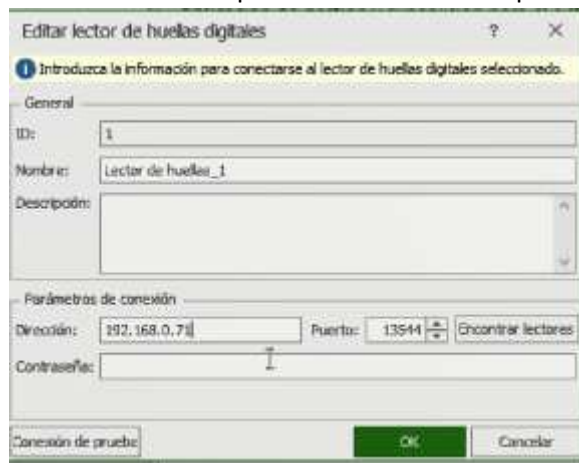 Editar lector de huellas digitales ? ×
Introduzca la información para conectarse al lector de huellas digitales seleccionado.
General
ID: 1
Nombre: Lector de huellas_1
Descripción:
Parámetros de conexión
Dirección: 192.168.0.71 Puerto: 13544 Encontrar lectores
Contraseña:
Conexión de prueba OK Cancelar